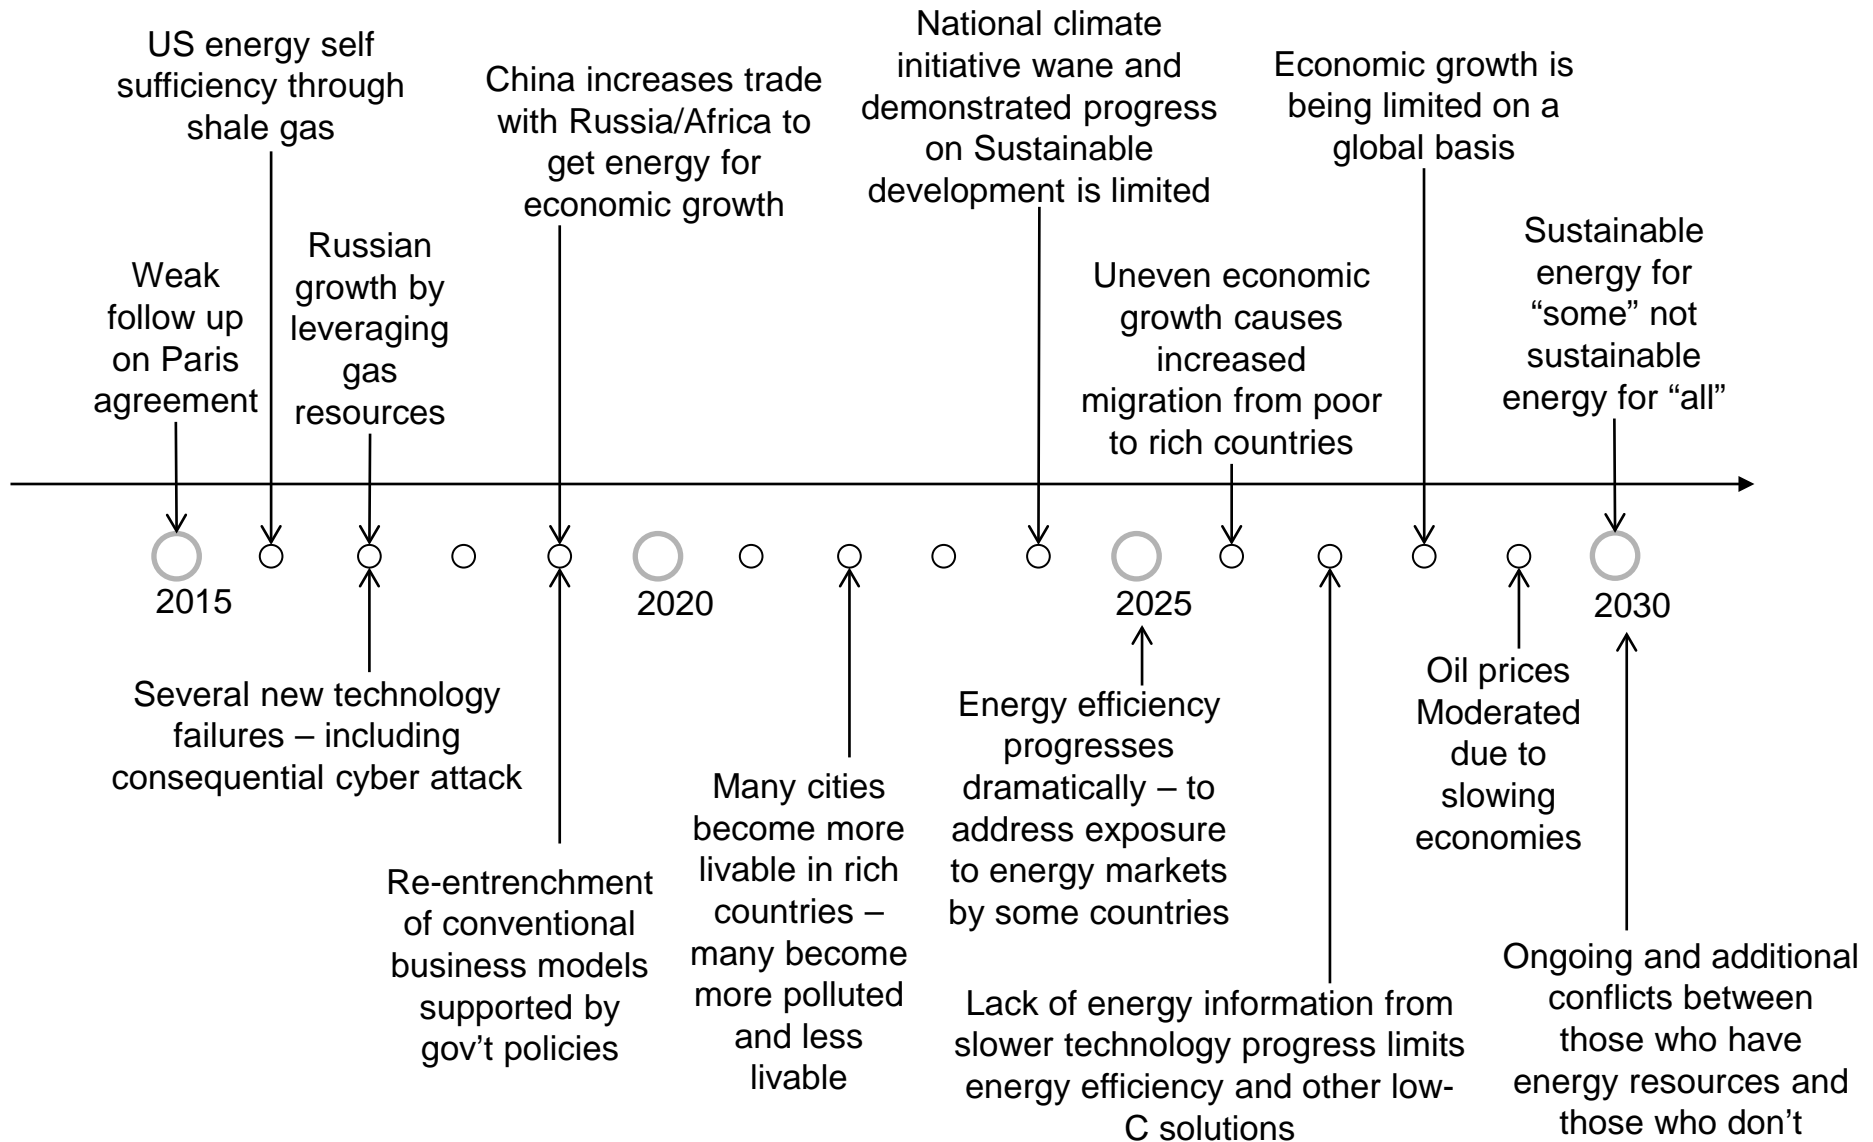 US energy self
sufficiency through
shale gas
China increases trade
with Russia/Africa to
get energy for
economic growth
National climate
initiative wane and
demonstrated progress
on Sustainable
development is limited
Economic growth is
being limited on a
global basis
Weak
follow up
on Paris
agreement
Russian
growth by
leveraging
gas
resources
Uneven economic
growth causes
increased
migration from poor
to rich countries
Sustainable
energy for
“some” not
sustainable
energy for “all”
2015
2020
2025
2030
Several new technology
failures – including
consequential cyber attack
Re-entrenchment
of conventional
business models
supported by
gov’t policies
Many cities
become more
livable in rich
countries –
many become
more polluted
and less
livable
Energy efficiency
progresses
dramatically – to
address exposure
to energy markets
by some countries
Lack of energy information from
slower technology progress limits
energy efficiency and other low-
C solutions
Oil prices
Moderated
due to
slowing
economies
Ongoing and additional
conflicts between
those who have
energy resources and
those who don’t